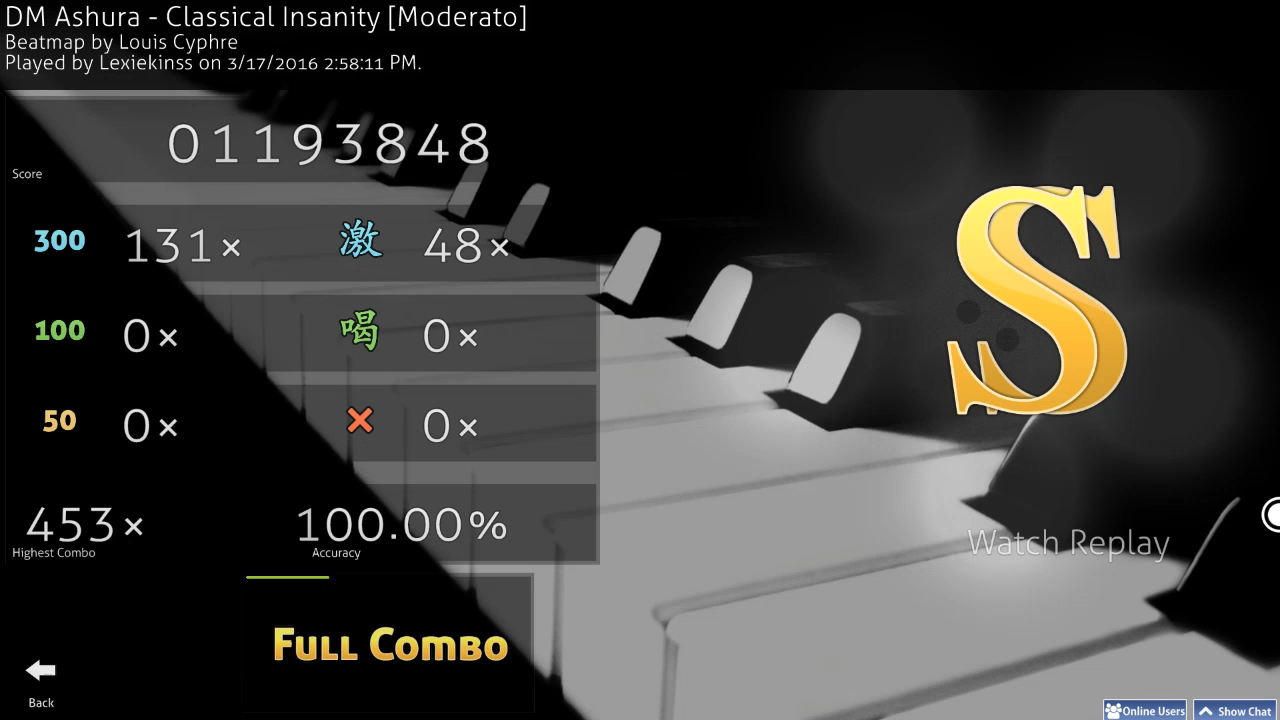 DM Ashura - Classical Insanity [Moderato]
Beatmap by Louis Cyphre
Played by Lexiekinss on 3/17/2016 2:58:11 PM.
01193848
Score
300 131× 激 48×
100 0× 喝 0×
50 0× × 0×
453× 100.00%
Highest Combo Accuracy
S
Watch Replay
Full Combo
Back
Online Users Show Chat